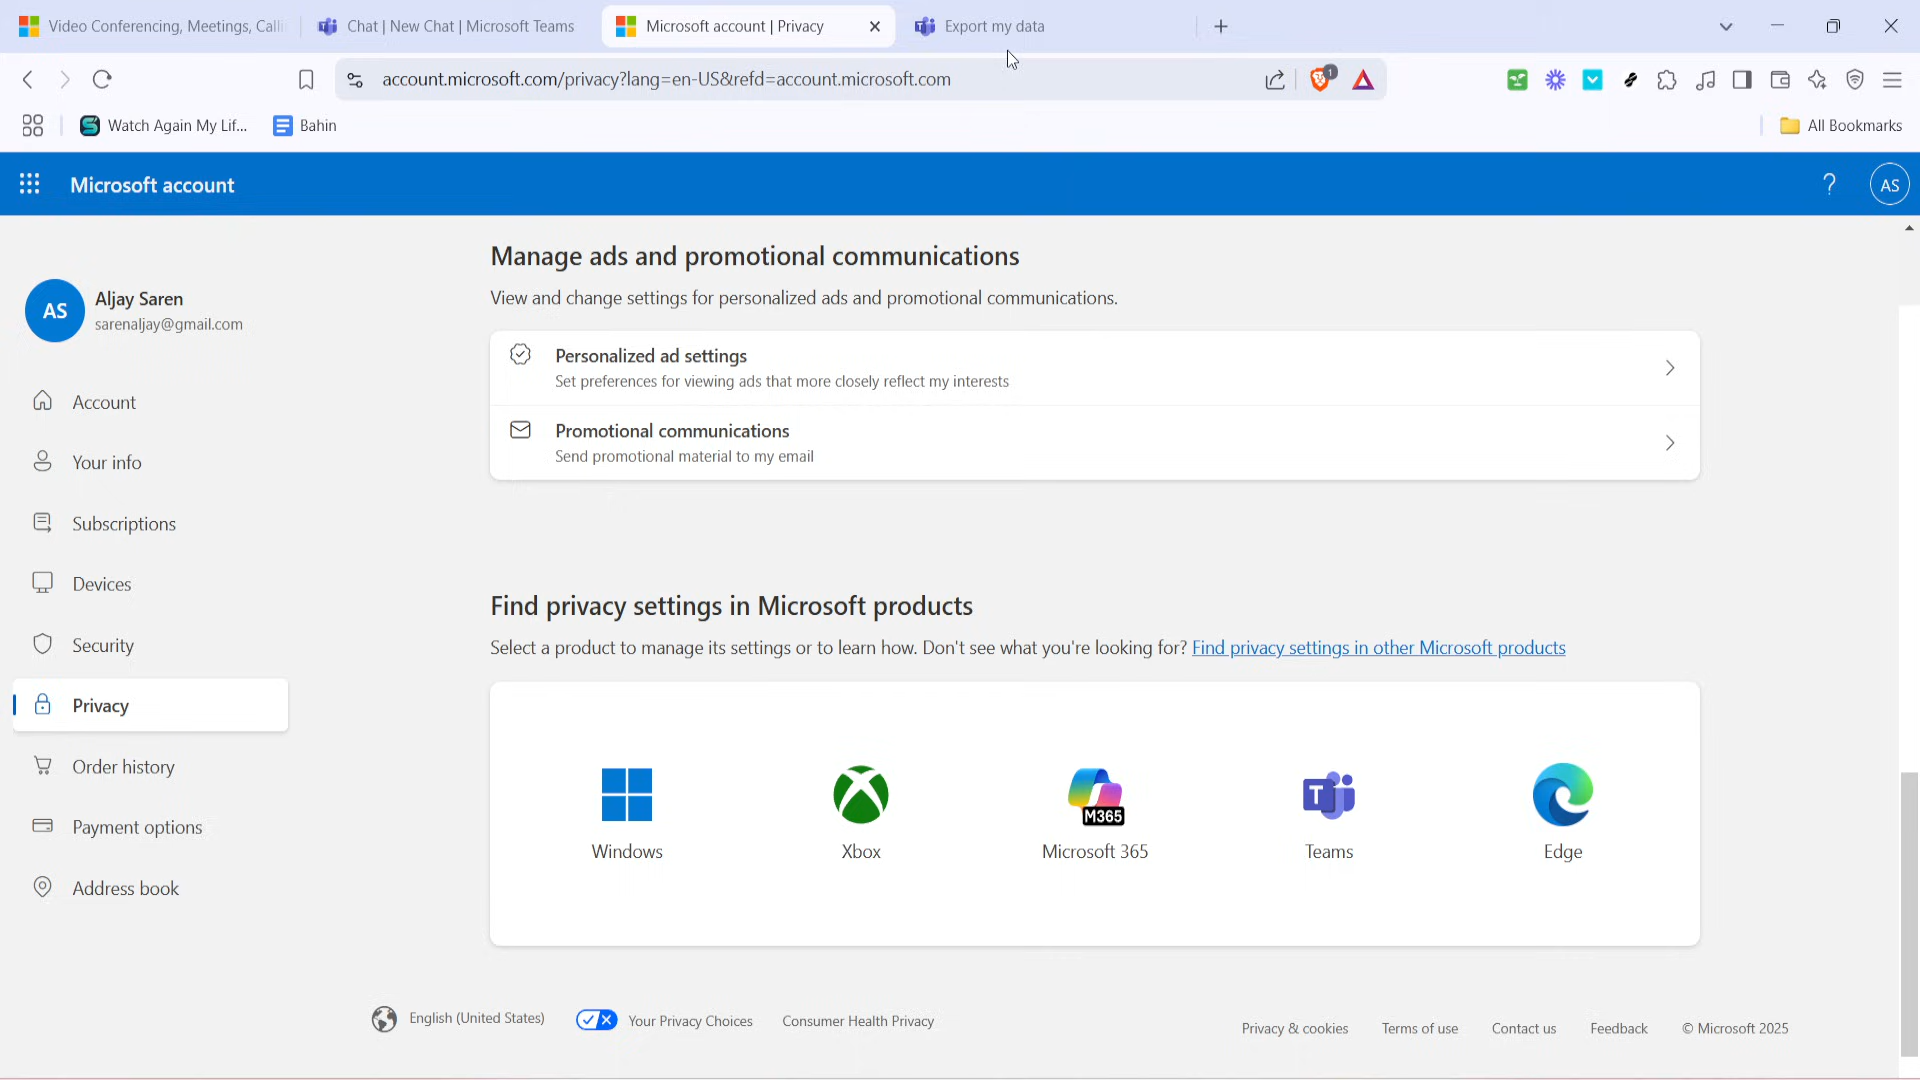 Video Conferencing, Meetings, Calli
Chat | New Chat | Microsoft Teams
Microsoft account | Privacy
Export my data
account.microsoft.com/privacy?lang=en-US&refd=account.microsoft.com
1
Watch Again My Lif...
Bahin
All Bookmarks
Microsoft account
?
AS
AS
Aljay Saren
sarenaljay@gmail.com
Account
Your info
Subscriptions
Devices
Security
Privacy
Order history
Payment options
Address book
Manage ads and promotional communications
View and change settings for personalized ads and promotional communications.
Personalized ad settings
Set preferences for viewing ads that more closely reflect my interests
Promotional communications
Send promotional material to my email
Find privacy settings in Microsoft products
Select a product to manage its settings or to learn how. Don't see what you're looking for? Find privacy settings in other Microsoft products
M365
T
Windows
Xbox
Microsoft 365
Teams
Edge
English (United States)
Your Privacy Choices
Consumer Health Privacy
Privacy & cookies
Terms of use
Contact us
Feedback
© Microsoft 2025